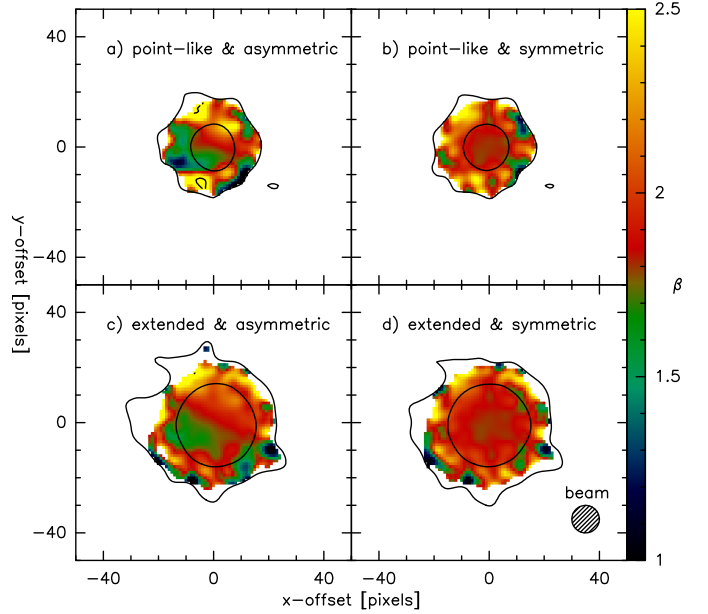 40
a) point-like & asymmetric
b) point-like & symmetric
0
-40
2.5
2
β
1.5
1
y-offset [pixels]
40
c) extended & asymmetric
d) extended & symmetric
0
beam
-40
-40 0 40 -40 0 40
x-offset [pixels]